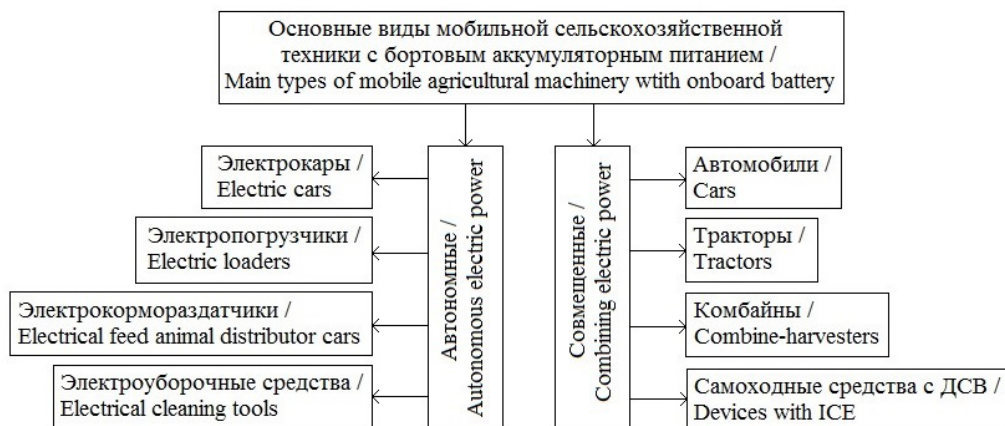 Основные виды мобильной сельскохозяйственной
техники с бортовым аккумуляторным питанием /
Main types of mobile agricultural machinery wtith onboard battery
Электрокары /
Electric cars
Электропогрузчики /
Electric loaders
Электрокормораздатчики /
Electrical feed animal distributor cars
Электроуборочные средства /
Electrical cleaning tools
Автономные /
Autonomous electric power
Совмещенные /
Combining electric power
Автомобили /
Cars
Тракторы /
Tractors
Комбайны /
Combine-harvesters
Самоходные средства с ДСВ /
Devices with ICE